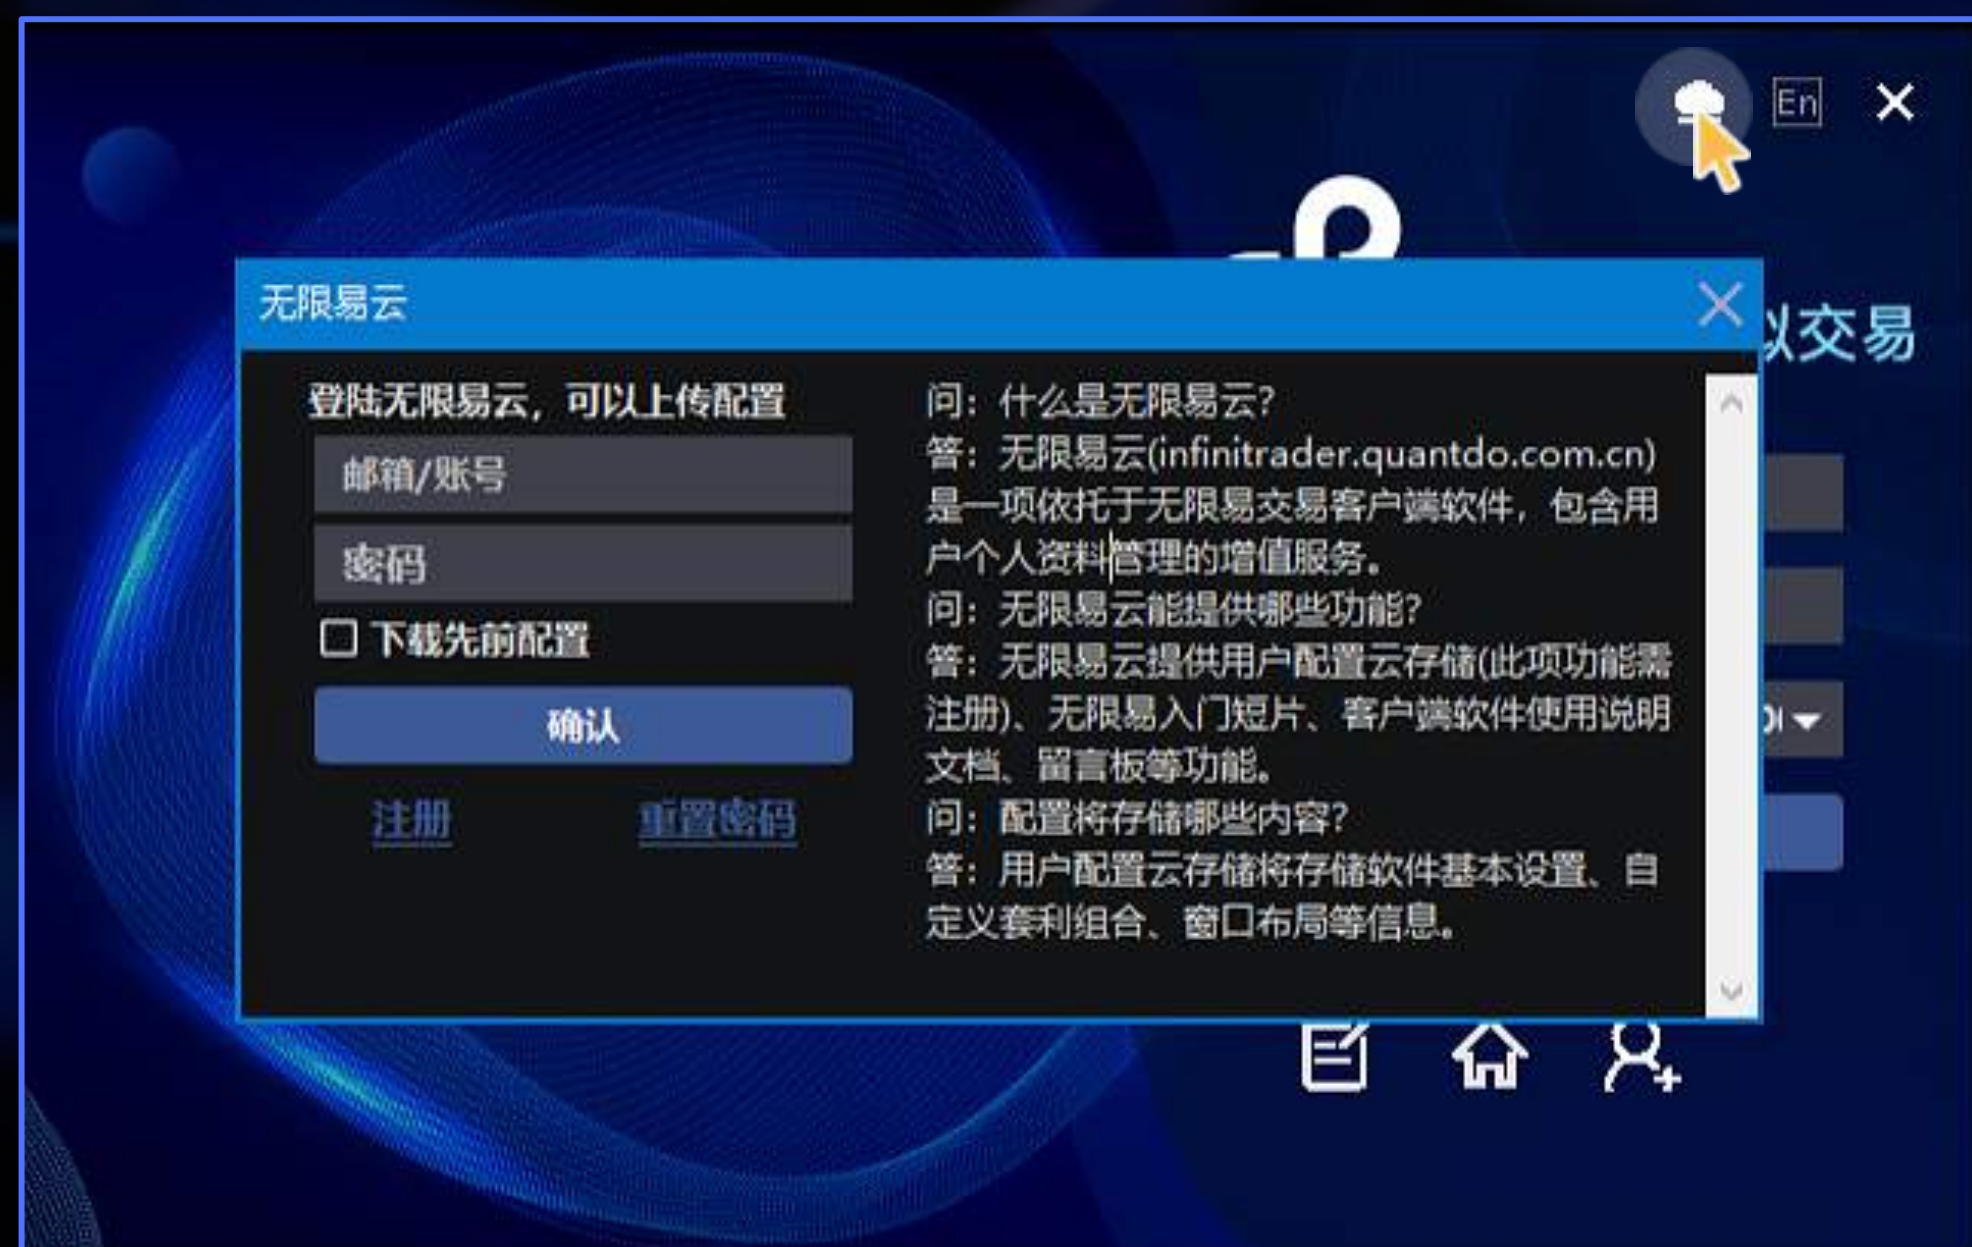 En
似交易
无限易云
登陆无限易云，可以上传配置
邮箱/账号
密码
下载先前配置
确认
注册
重置密码
问：什么是无限易云？
答：无限易云(infinitrader.quantdo.com.cn)
是一项依托于无限易交易客户端软件，包含用
户个人资料管理的增值服务。
问：无限易云能提供哪些功能？
答：无限易云提供用户配置云存储(此项功能需
注册)、无限易入门短片、客户端软件使用说明
文档、留言板等功能。
问：配置将存储哪些内容？
答：用户配置云存储将存储软件基本设置、自
定义套利组合、窗口布局等信息。